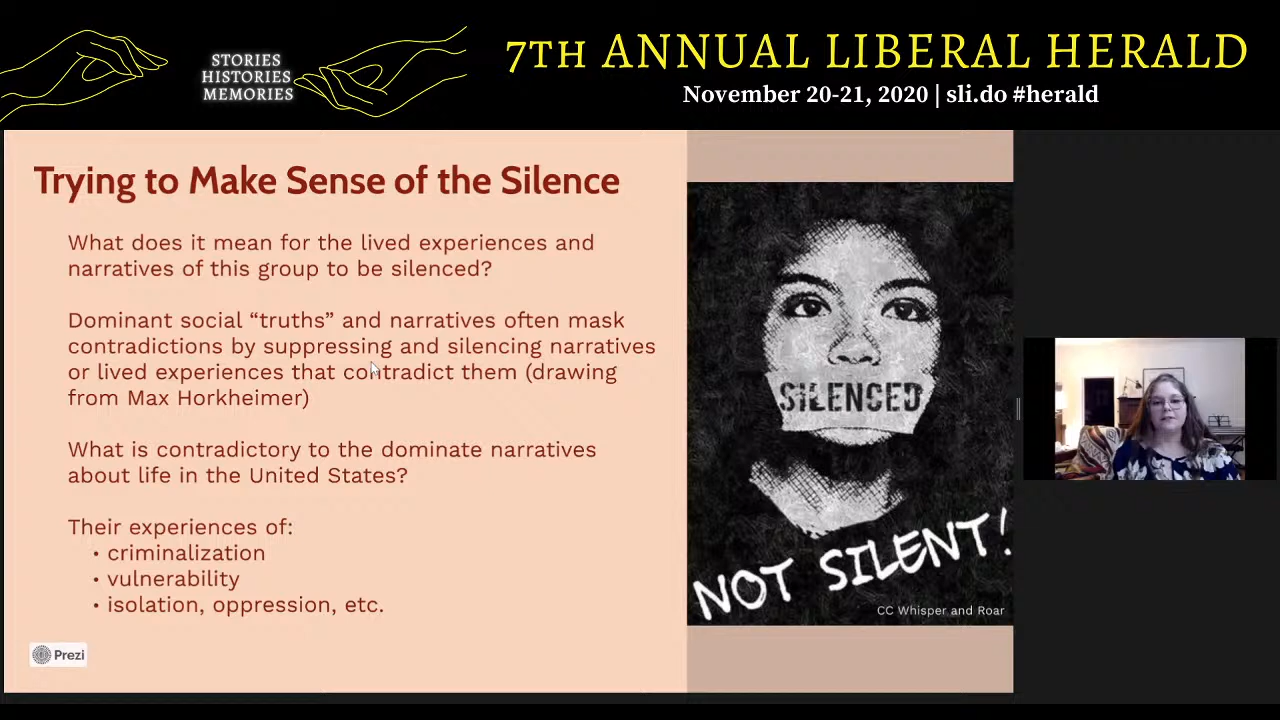 STORIES
HISTORIES
MEMORIES
7TH ANNUAL LIBERAL HERALD
November 20-21, 2020 | sli.do #herald
Trying to Make Sense of the Silence
What does it mean for the lived experiences and
narratives of this group to be silenced?
Dominant social “truths” and narratives often mask
contradictions by suppressing and silencing narratives
or lived experiences that contradict them (drawing
from Max Horkheimer)
What is contradictory to the dominate narratives
about life in the United States?
Their experiences of:
• criminalization
• vulnerability
• isolation, oppression, etc.
Prezi
SILENCED
NOT SILENT!
CC Whisper and Roar